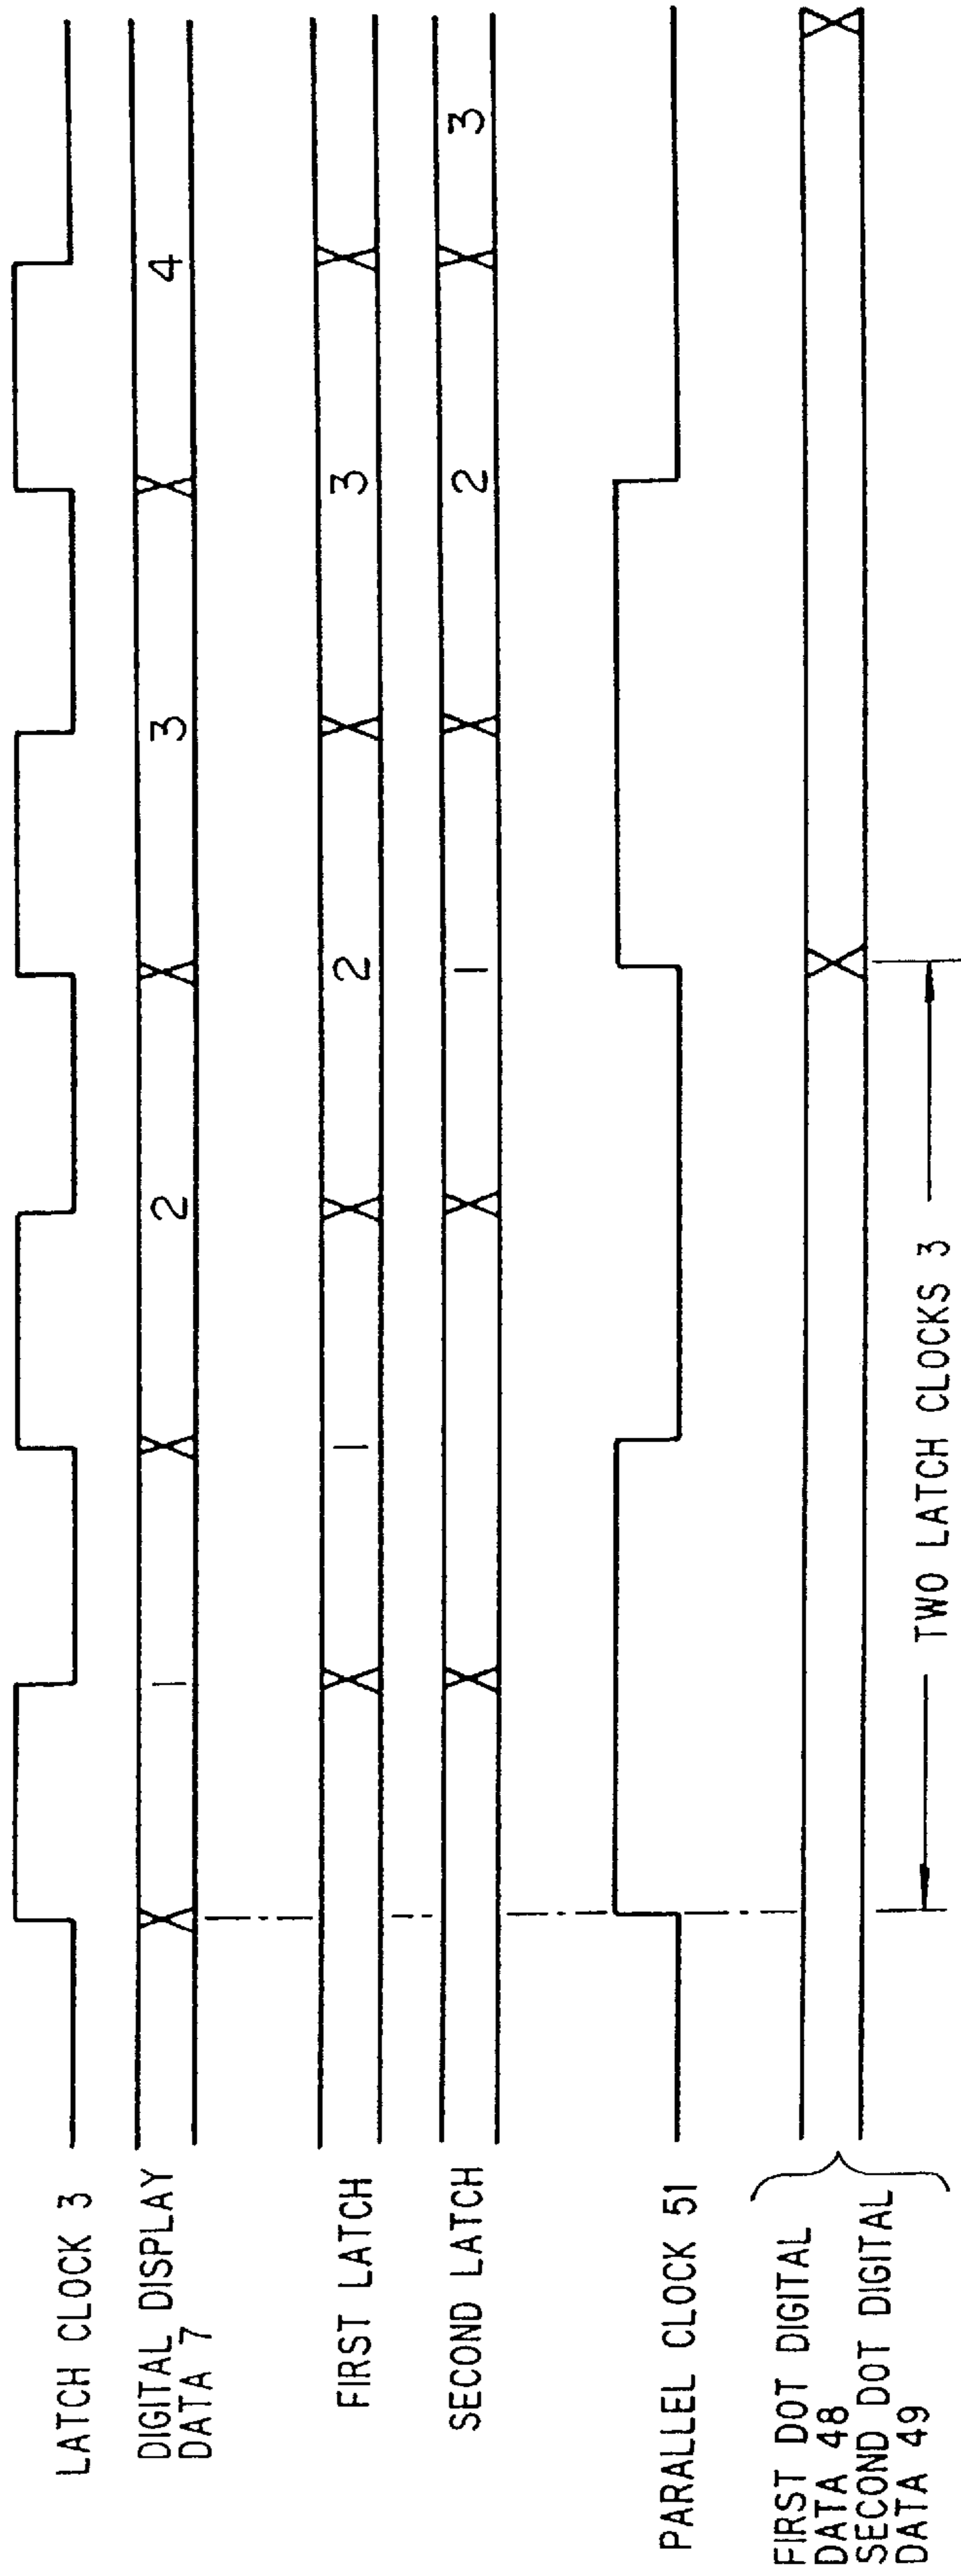 LATCH CLOCK 3
DIGITAL DISPLAY
DATA 7
1 2 3 4
FIRST LATCH
1 2 3
SECOND LATCH
1 2 3
PARALLEL CLOCK 51
FIRST DOT DIGITAL
DATA 48
SECOND DOT DIGITAL
DATA 49
TWO LATCH CLOCKS 3